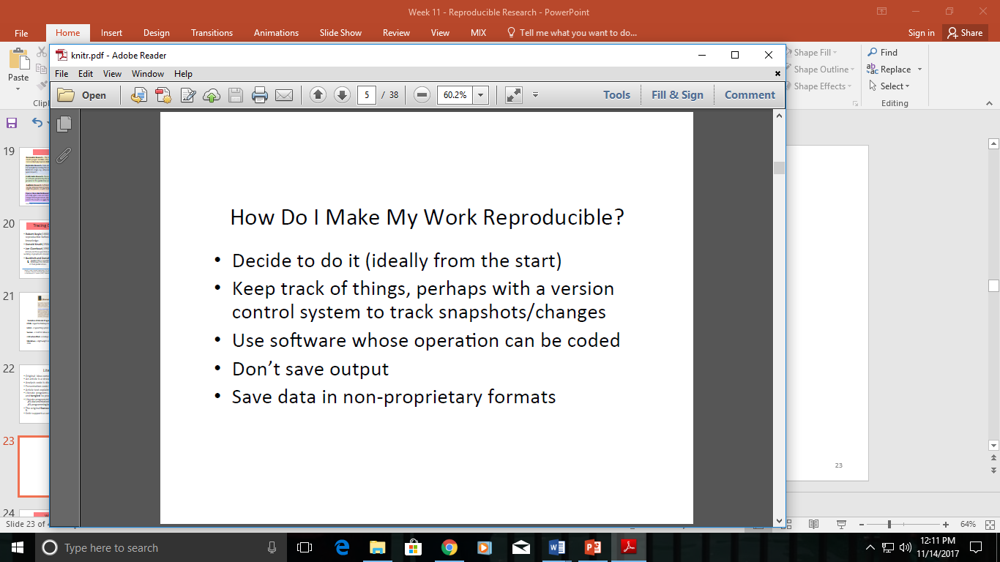 Week 11 - Reproducible Research - PowerPoint
File Home Insert Design Transitions Animations Slide Show Review View MIX Tell me what you want to do... Sign in Share
knitr.pdf - Adobe Reader
File Edit View Window Help
Open 5 / 38 60.2% Tools Fill & Sign Comment
Paste
Shape Fill
Shape Outline
Shape Effects
Find
Replace
Select
Editing
19
20
21
22
23
24
How Do I Make My Work Reproducible?
• Decide to do it (ideally from the start)
• Keep track of things, perhaps with a version
control system to track snapshots/changes
• Use software whose operation can be coded
• Don’t save output
• Save data in non-proprietary formats
23
Slide 23 of
64%
Type here to search
12:11 PM
11/14/2017